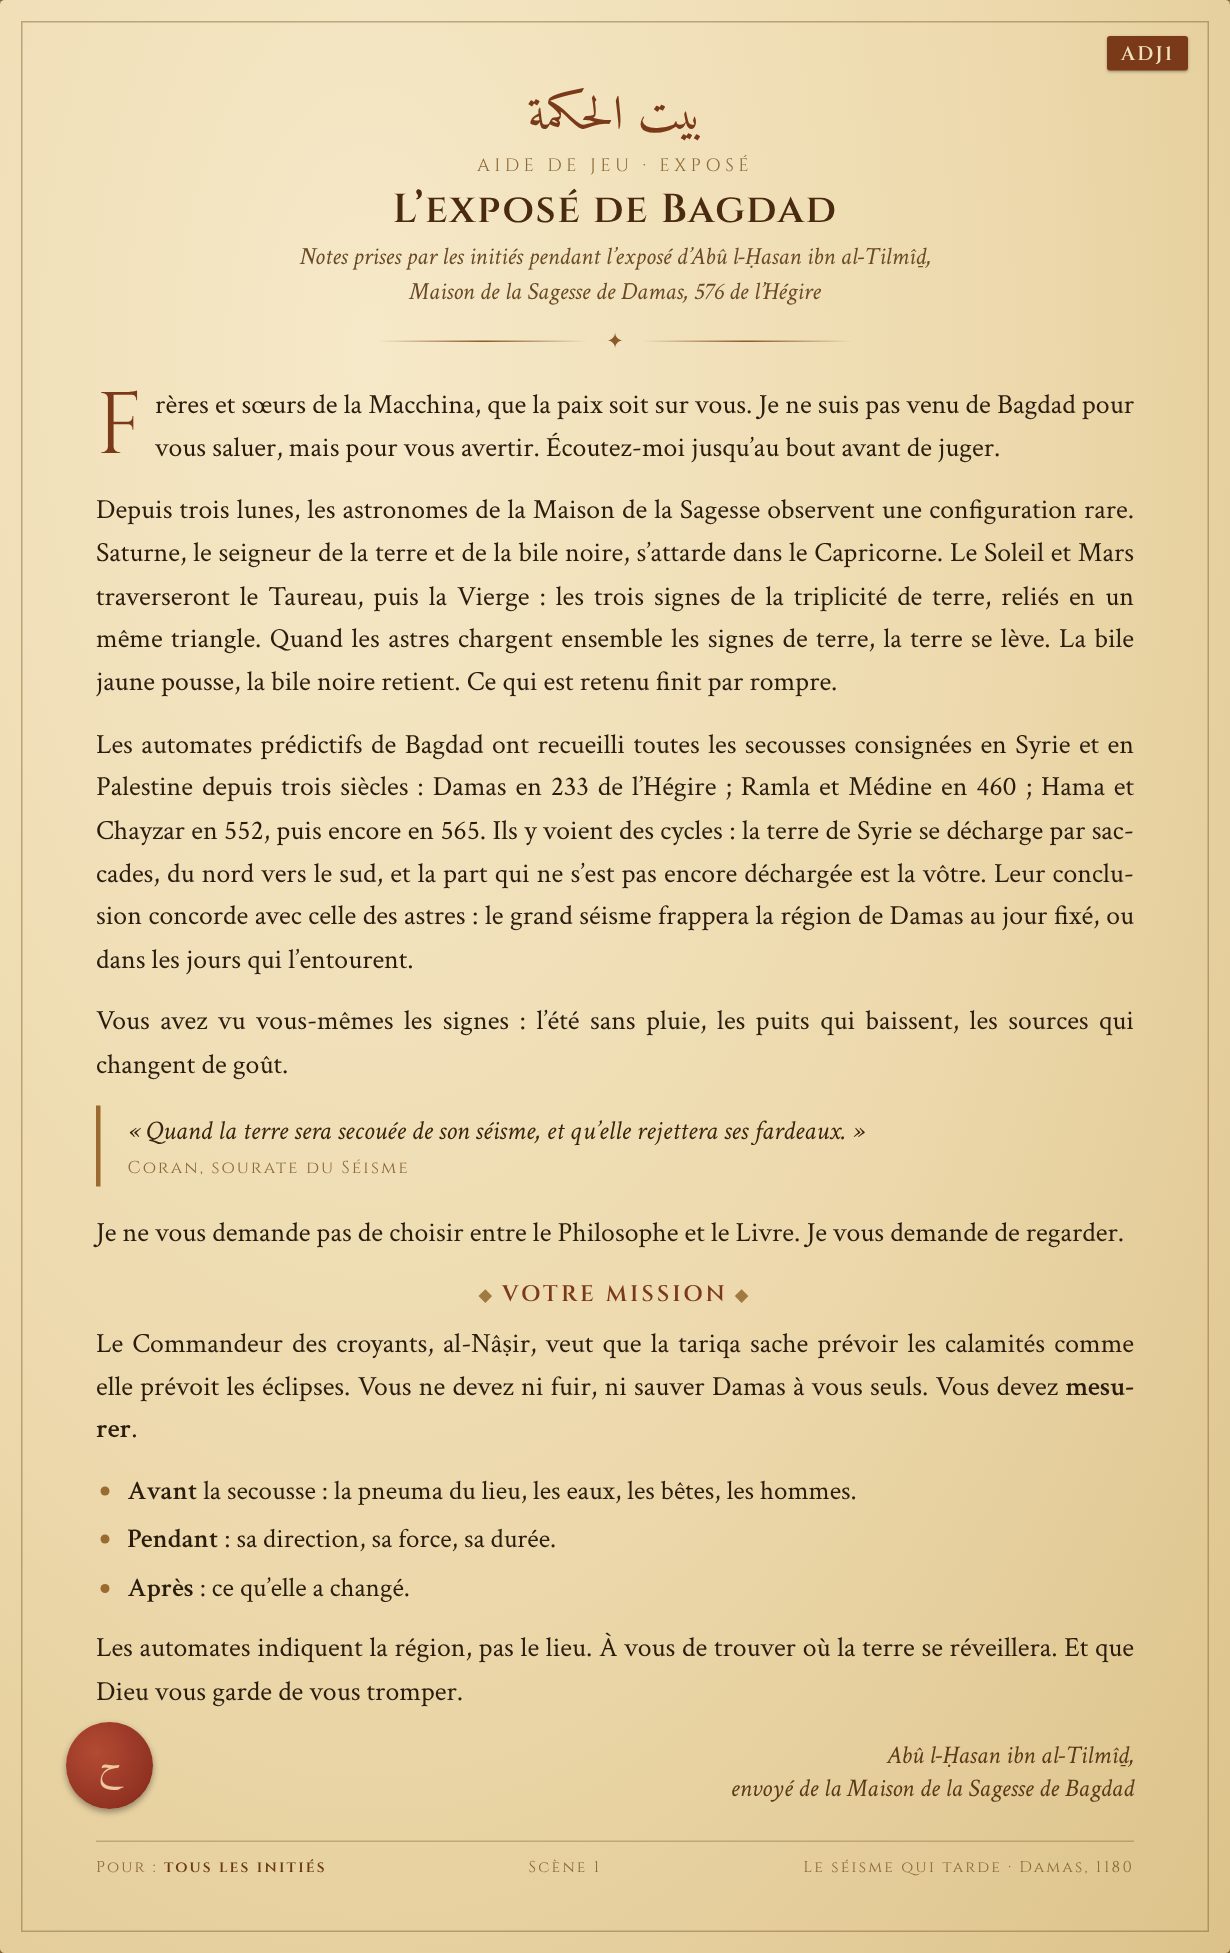 ADJ1
بيت الحكمة
AIDE DE JEU · EXPOSÉ
L’EXPOSÉ DE BAGDAD
Notes prises par les initiés pendant l’exposé d’Abû l-Ḥasan ibn al-Tilmîḏ,
Maison de la Sagesse de Damas, 576 de l’Hégire
Frères et sœurs de la Macchina, que la paix soit sur vous. Je ne suis pas venu de Bagdad pour
vous saluer, mais pour vous avertir. Écoutez-moi jusqu’au bout avant de juger.
Depuis trois lunes, les astronomes de la Maison de la Sagesse observent une configuration rare.
Saturne, le seigneur de la terre et de la bile noire, s’attarde dans le Capricorne. Le Soleil et Mars
traverseront le Taureau, puis la Vierge : les trois signes de la triplicité de terre, reliés en un
même triangle. Quand les astres chargent ensemble les signes de terre, la terre se lève. La bile
jaune pousse, la bile noire retient. Ce qui est retenu finit par rompre.
Les automates prédictifs de Bagdad ont recueilli toutes les secousses consignées en Syrie et en
Palestine depuis trois siècles : Damas en 233 de l’Hégire ; Ramla et Médine en 460 ; Hama et
Chayzar en 552, puis encore en 565. Ils y voient des cycles : la terre de Syrie se décharge par sac-
cades, du nord vers le sud, et la part qui ne s’est pas encore déchargée est la vôtre. Leur conclu-
sion concorde avec celle des astres : le grand séisme frappera la région de Damas au jour fixé, ou
dans les jours qui l’entourent.
Vous avez vu vous-mêmes les signes : l’été sans pluie, les puits qui baissent, les sources qui
changent de goût.
« Quand la terre sera secouée de son séisme, et qu’elle rejettera ses fardeaux. »
CORAN, SOURATE DU SÉISME
Je ne vous demande pas de choisir entre le Philosophe et le Livre. Je vous demande de regarder.
◆ VOTRE MISSION ◆
Le Commandeur des croyants, al-Nâṣir, veut que la tariqa sache prévoir les calamités comme
elle prévoit les éclipses. Vous ne devez ni fuir, ni sauver Damas à vous seuls. Vous devez mesu-
rer.
• Avant la secousse : la pneuma du lieu, les eaux, les bêtes, les hommes.
• Pendant : sa direction, sa force, sa durée.
• Après : ce qu’elle a changé.
Les automates indiquent la région, pas le lieu. À vous de trouver où la terre se réveillera. Et que
Dieu vous garde de vous tromper.
ح
Abû l-Ḥasan ibn al-Tilmîḏ,
envoyé de la Maison de la Sagesse de Bagdad
POUR : TOUS LES INITIÉS
SCÈNE 1
LE SÉISME QUI TARDE · DAMAS, 1180